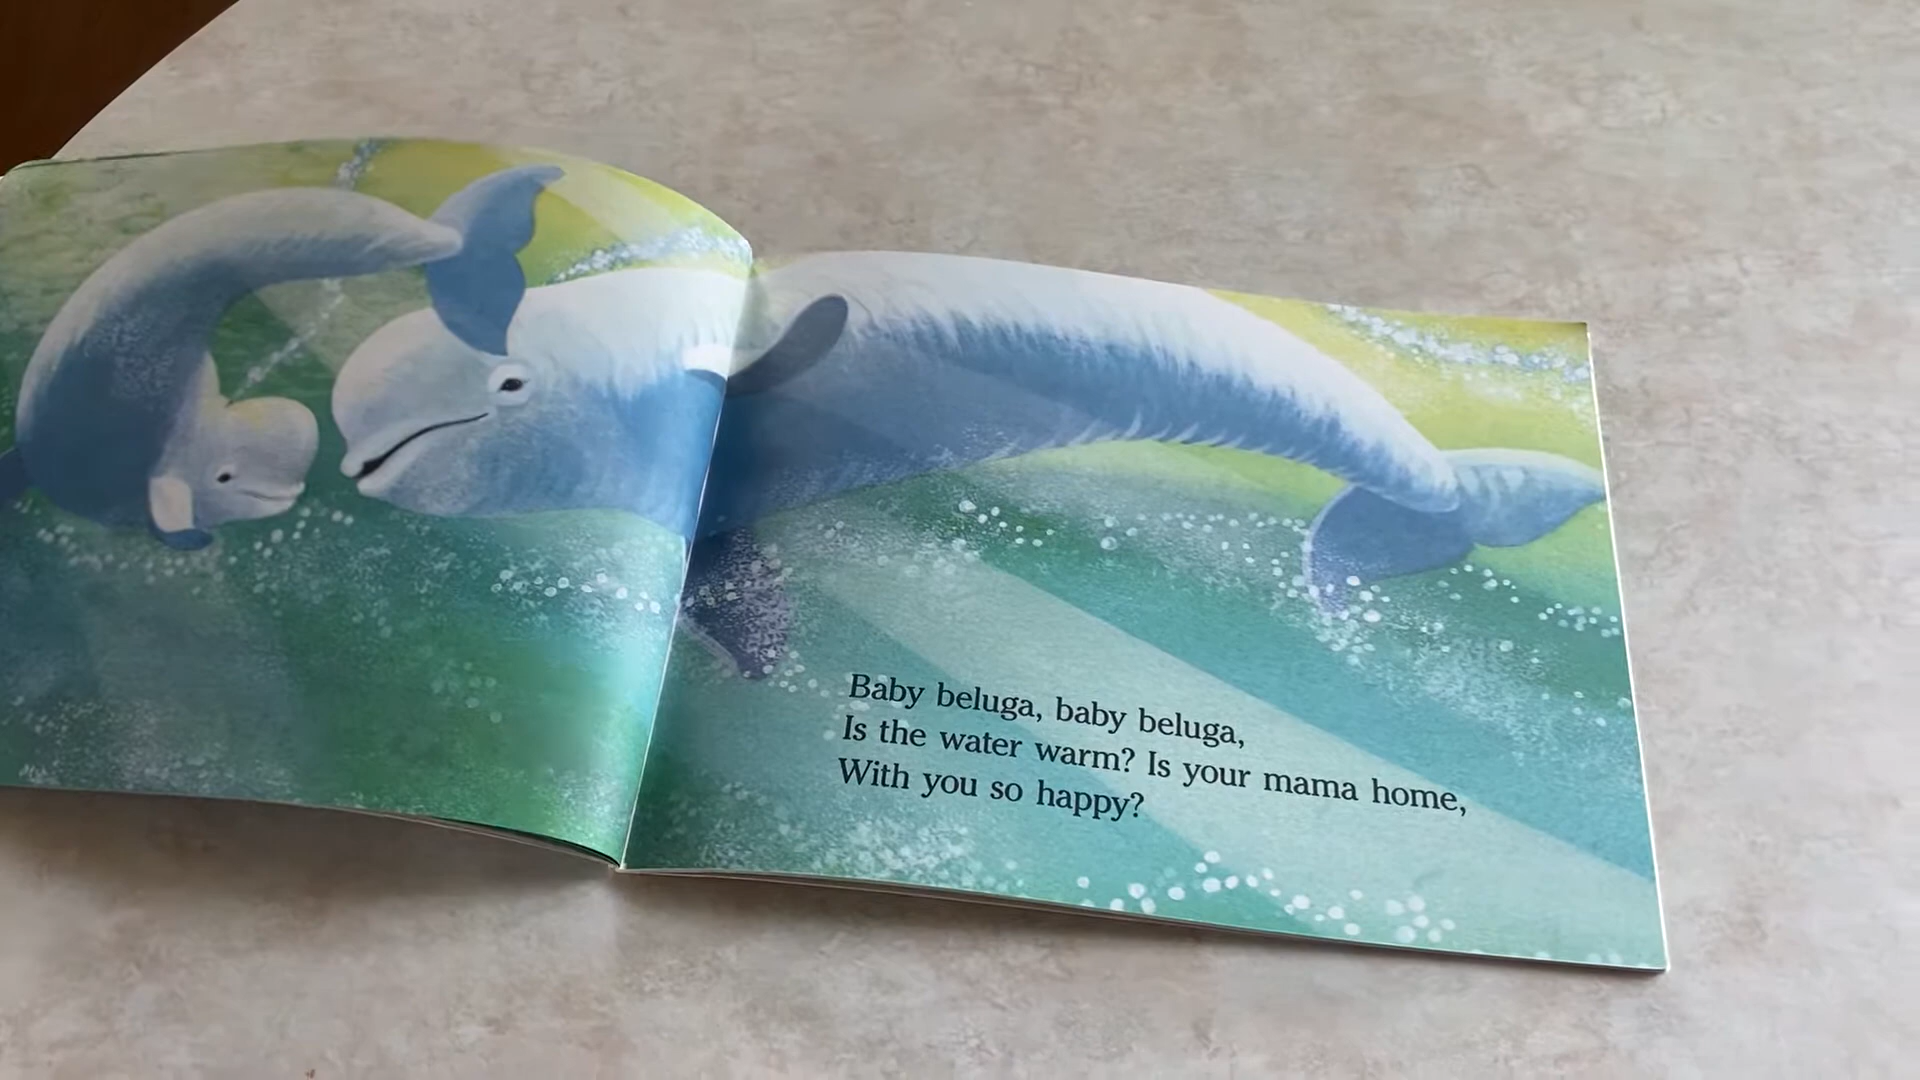 Baby beluga, baby beluga,
Is the water warm? Is your mama home,
With you so happy?